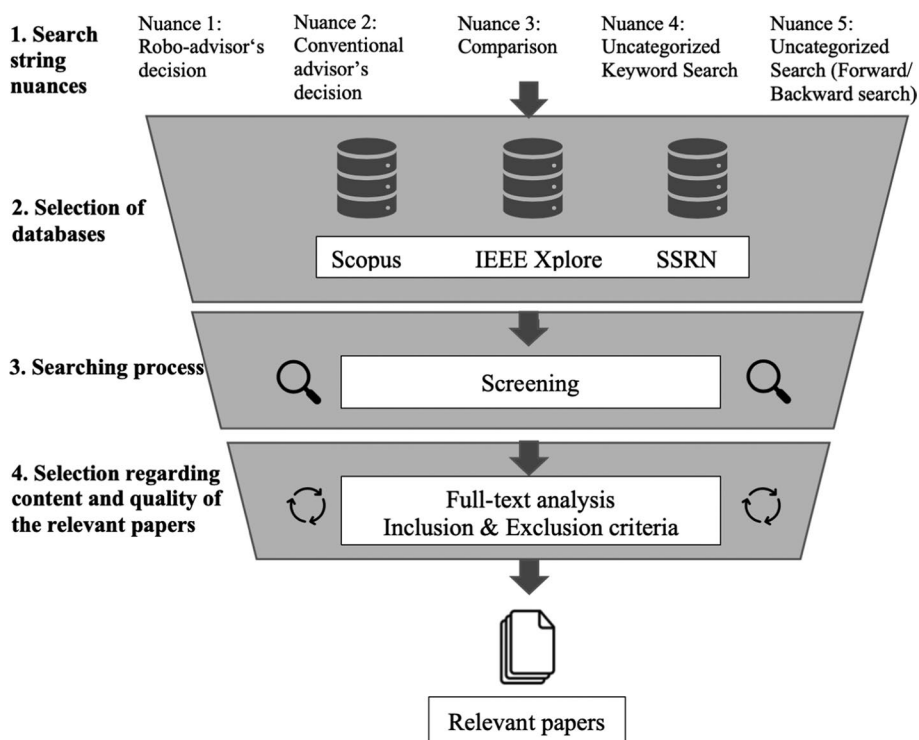 1. Search
string
nuances
Nuance 1:
Robo-advisor‘s
decision
Nuance 2:
Conventional
advisor’s
decision
Nuance 3:
Comparison
Nuance 4:
Uncategorized
Keyword Search
Nuance 5:
Uncategorized
Search (Forward/
Backward search)
2. Selection of
databases
Scopus
IEEE Xplore
SSRN
3. Searching process
Screening
4. Selection regarding
content and quality of
the relevant papers
Full-text analysis
Inclusion & Exclusion criteria
Relevant papers